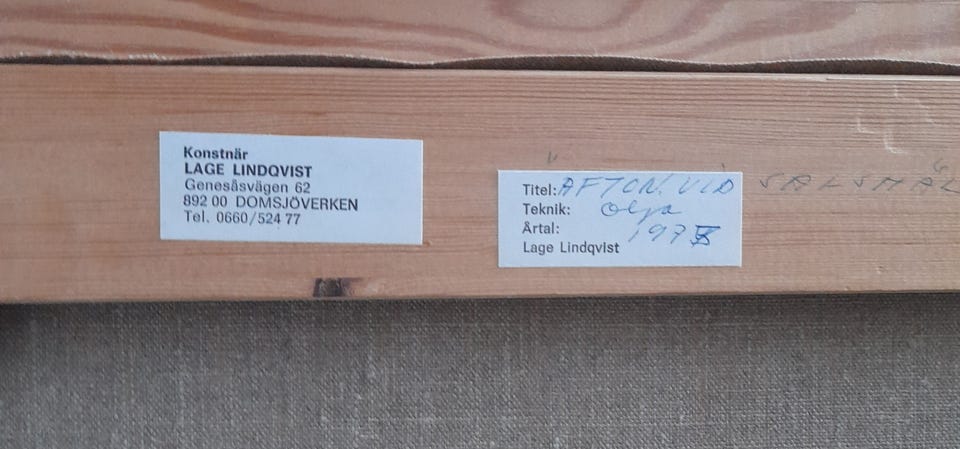 Konstnär
LAGE LINDQVIST
Genesåsvägen 62
892 00 DOMSJÖVERKEN
Tel. 0660/524 77
Titel: "AFTON. VID SALSMÄL
Teknik: Olja
Årtal:
Lage Lindqvist